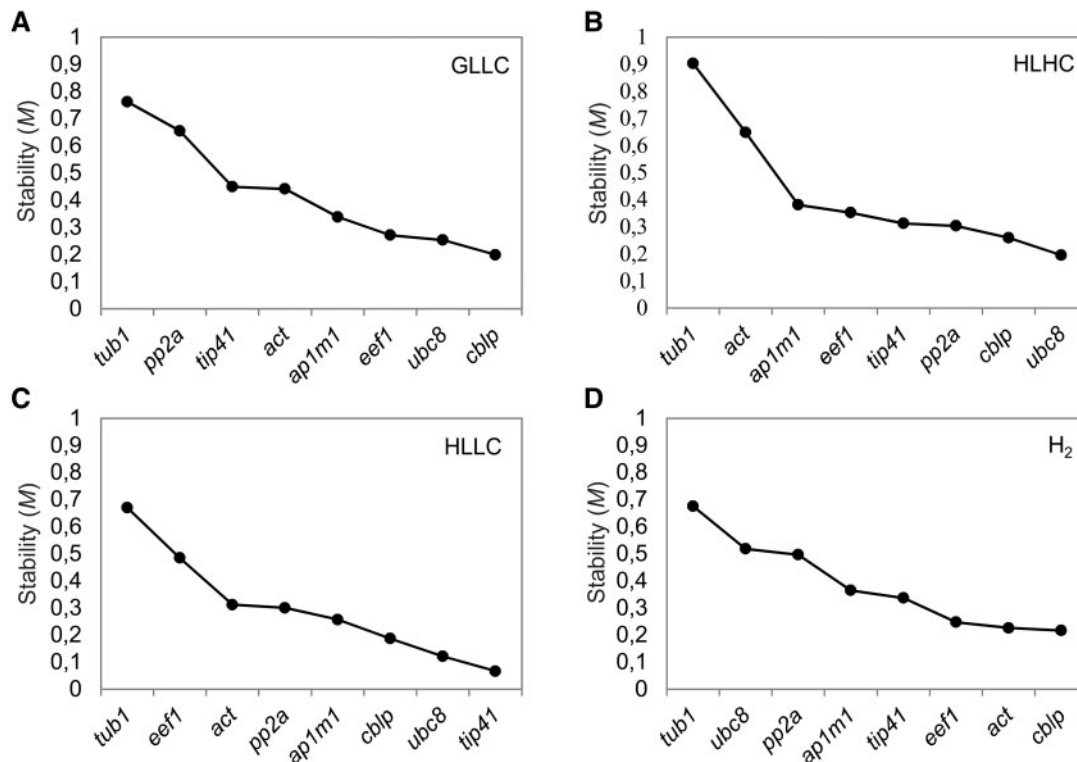 A
GLLC
Stability (M)
1
0,9
0,8
0,7
0,6
0,5
0,4
0,3
0,2
0,1
0
tub1
pp2a
tip41
act
ap1m1
eef1
ubc8
cblp
B
HLHC
Stability (M)
1
0,9
0,8
0,7
0,6
0,5
0,4
0,3
0,2
0,1
0
tub1
act
ap1m1
eef1
tip41
pp2a
cblp
ubc8
C
HLLC
Stability (M)
1
0,9
0,8
0,7
0,6
0,5
0,4
0,3
0,2
0,1
0
tub1
eef1
act
pp2a
ap1m1
cblp
ubc8
tip41
D
H₂
Stability (M)
1
0,9
0,8
0,7
0,6
0,5
0,4
0,3
0,2
0,1
0
tub1
ubc8
pp2a
ap1m1
tip41
eef1
act
cblp